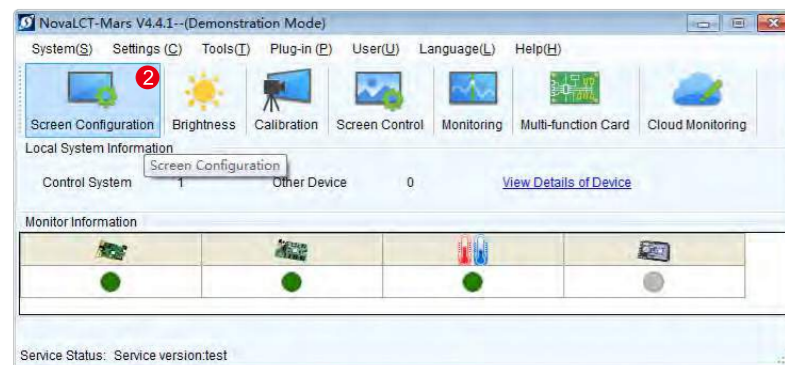 NovaLCT-Mars V4.4.1--(Demonstration Mode)
System(S) Settings (C) Tools(T) Plug-in (P) User(U) Language(L) Help(H)
2
Screen Configuration Brightness Calibration Screen Control Monitoring Multi-function Card Cloud Monitoring
Local System Information
Screen Configuration
Control System 1 Other Device 0 View Details of Device
Monitor Information
Service Status: Service version:test